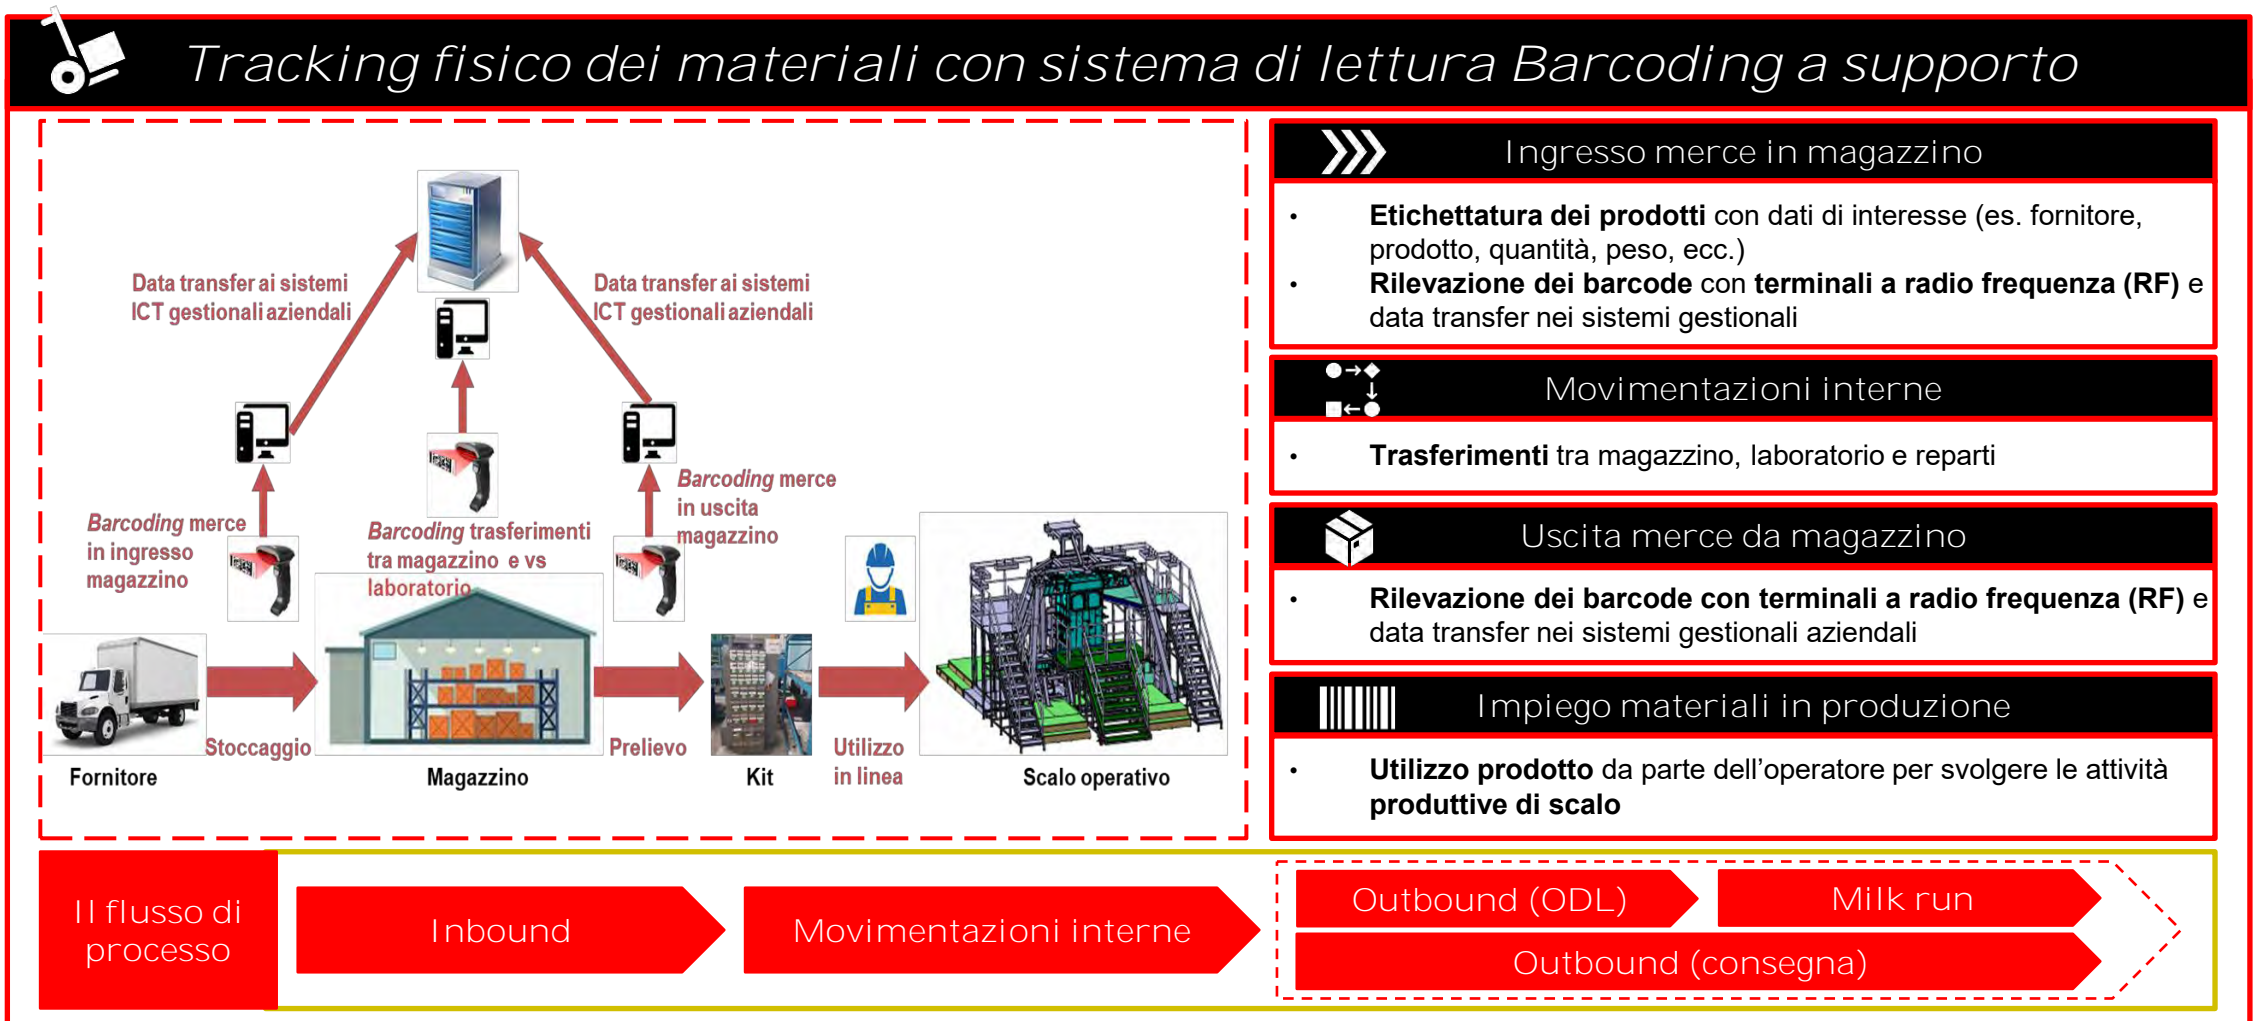 Tracking fisico dei materiali con sistema di lettura Barcoding a supporto
Data transfer ai sistemi
ICT gestionali aziendali
Data transfer ai sistemi
ICT gestionali aziendali
Barcoding merce
in ingresso
magazzino
Barcoding trasferimenti
tra magazzino e vs
laboratorio
Barcoding merce
in uscita
magazzino
Stoccaggio
Prelievo
Utilizzo
in linea
Fornitore
Magazzino
Kit
Scalo operativo
Ingresso merce in magazzino
• Etichettatura dei prodotti con dati di interesse (es. fornitore,
prodotto, quantità, peso, ecc.)
• Rilevazione dei barcode con terminali a radio frequenza (RF) e
data transfer nei sistemi gestionali
Movimentazioni interne
• Trasferimenti tra magazzino, laboratorio e reparti
Uscita merce da magazzino
• Rilevazione dei barcode con terminali a radio frequenza (RF) e
data transfer nei sistemi gestionali aziendali
Impiego materiali in produzione
• Utilizzo prodotto da parte dell’operatore per svolgere le attività
produttive di scalo
Il flusso di
processo
Inbound
Movimentazioni interne
Outbound (ODL)
Milk run
Outbound (consegna)